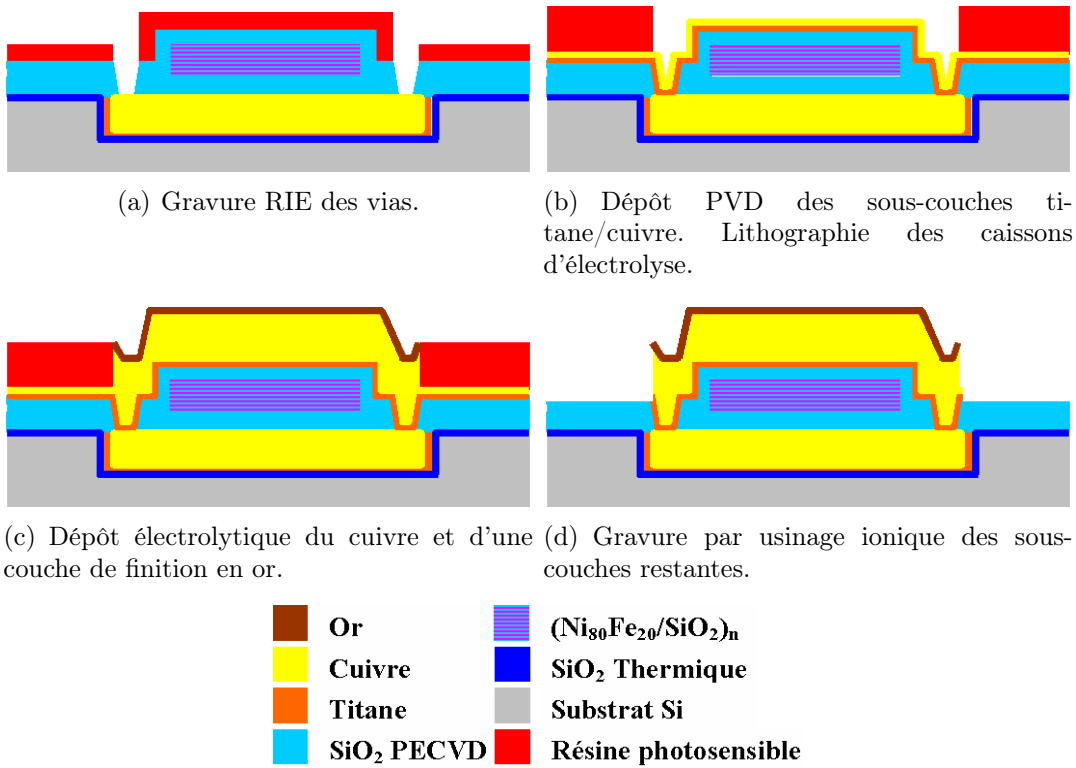 (a) Gravure RIE des vias.
(b) Dépôt PVD des sous-couches ti-
tane/cuivre. Lithographie des caissons
d'électrolyse.
(c) Dépôt électrolytique du cuivre et d'une
couche de finition en or.
(d) Gravure par usinage ionique des sous-
couches restantes.
Or
Cuivre
Titane
SiO₂ PECVD
(Ni₈₀Fe₂₀/SiO₂)ₙ
SiO₂ Thermique
Substrat Si
Résine photosensible